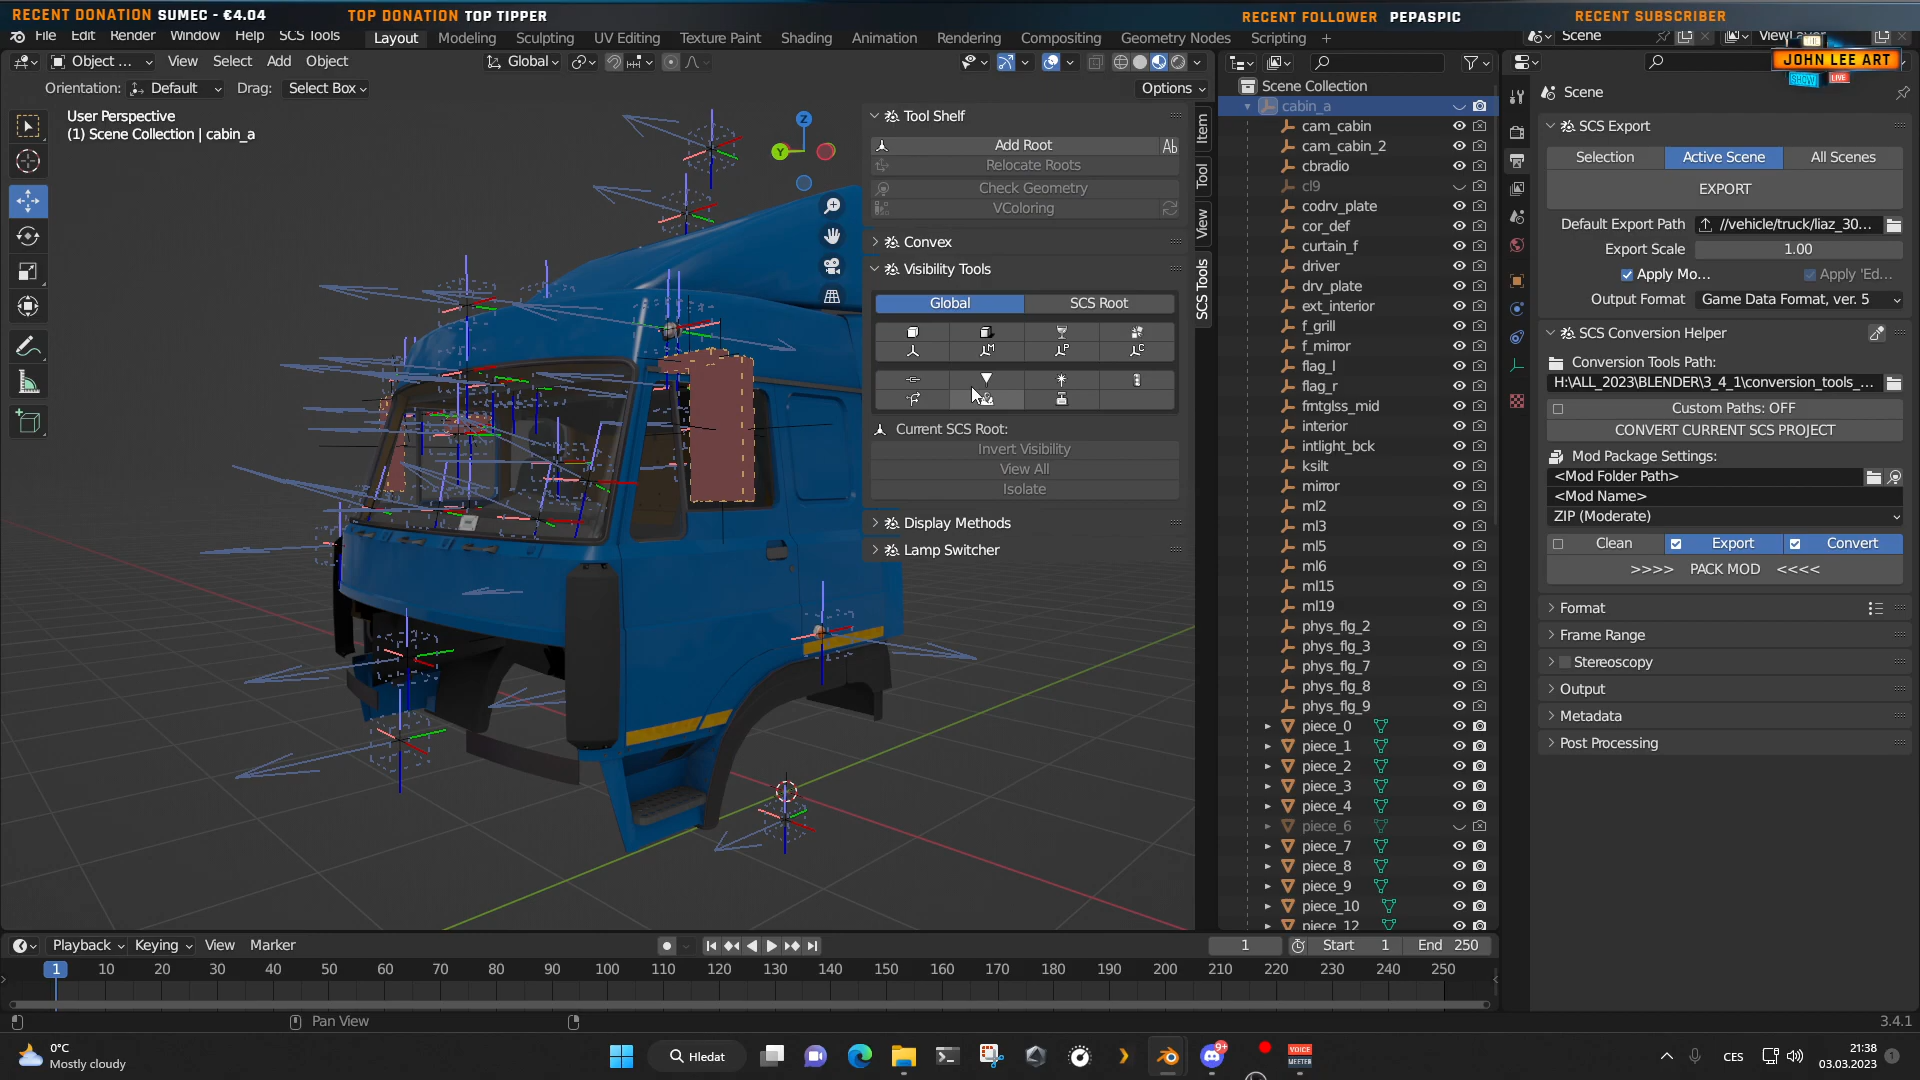 RECENT DONATION SUMEC - €4.04
TOP DONATION TOP TIPPER
RECENT FOLLOWER PEPASPIC
RECENT SUBSCRIBER
File Edit Render Window Help SCS Tools
Layout Modeling Sculpting UV Editing Texture Paint Shading Animation Rendering Compositing Geometry Nodes Scripting +
Scene
ViewLayer
JOHN LEE ART
SHOW LIVE
Object ... View Select Add Object
Global
Orientation: Default Drag: Select Box
Options
User Perspective
(1) Scene Collection | cabin_a
Z
Y
Tool Shelf
Add Root
Ab
Relocate Roots
Check Geometry
VColoring
Convex
Visibility Tools
Global SCS Root
M P C
Current SCS Root:
Invert Visibility
View All
Isolate
Display Methods
Lamp Switcher
Item
Tool
View
SCS Tools
Scene Collection
cabin_a
cam_cabin
cam_cabin_2
cbradio
cl9
codrv_plate
cor_def
curtain_f
driver
drv_plate
ext_interior
f_grill
f_mirror
flag_l
flag_r
frntglss_mid
interior
intlight_bck
ksilt
mirror
ml2
ml3
ml5
ml6
ml15
ml19
phys_flg_2
phys_flg_3
phys_flg_7
phys_flg_8
phys_flg_9
piece_0
piece_1
piece_2
piece_3
piece_4
piece_6
piece_7
piece_8
piece_9
piece_10
piece_12
Scene
SCS Export
Selection Active Scene All Scenes
EXPORT
Default Export Path //vehicle/truck/liaz_30...
Export Scale 1.00
Apply Mo... Apply 'Ed...
Output Format Game Data Format, ver. 5
SCS Conversion Helper
Conversion Tools Path:
H:\ALL_2023\BLENDER\3_4_1\conversion_tools_...
Custom Paths: OFF
CONVERT CURRENT SCS PROJECT
Mod Package Settings:
<Mod Folder Path>
<Mod Name>
ZIP (Moderate)
Clean Export Convert
>>>> PACK MOD <<<<
Format
Frame Range
Stereoscopy
Output
Metadata
Post Processing
Playback Keying View Marker
1 Start 1 End 250
1 10 20 30 40 50 60 70 80 90 100 110 120 130 140 150 160 170 180 190 200 210 220 230 240 250
Pan View
3.4.1
0°C
Mostly cloudy
Hledat
9+
VOICE
MEETER
CES
21:38
03.03.2023
1